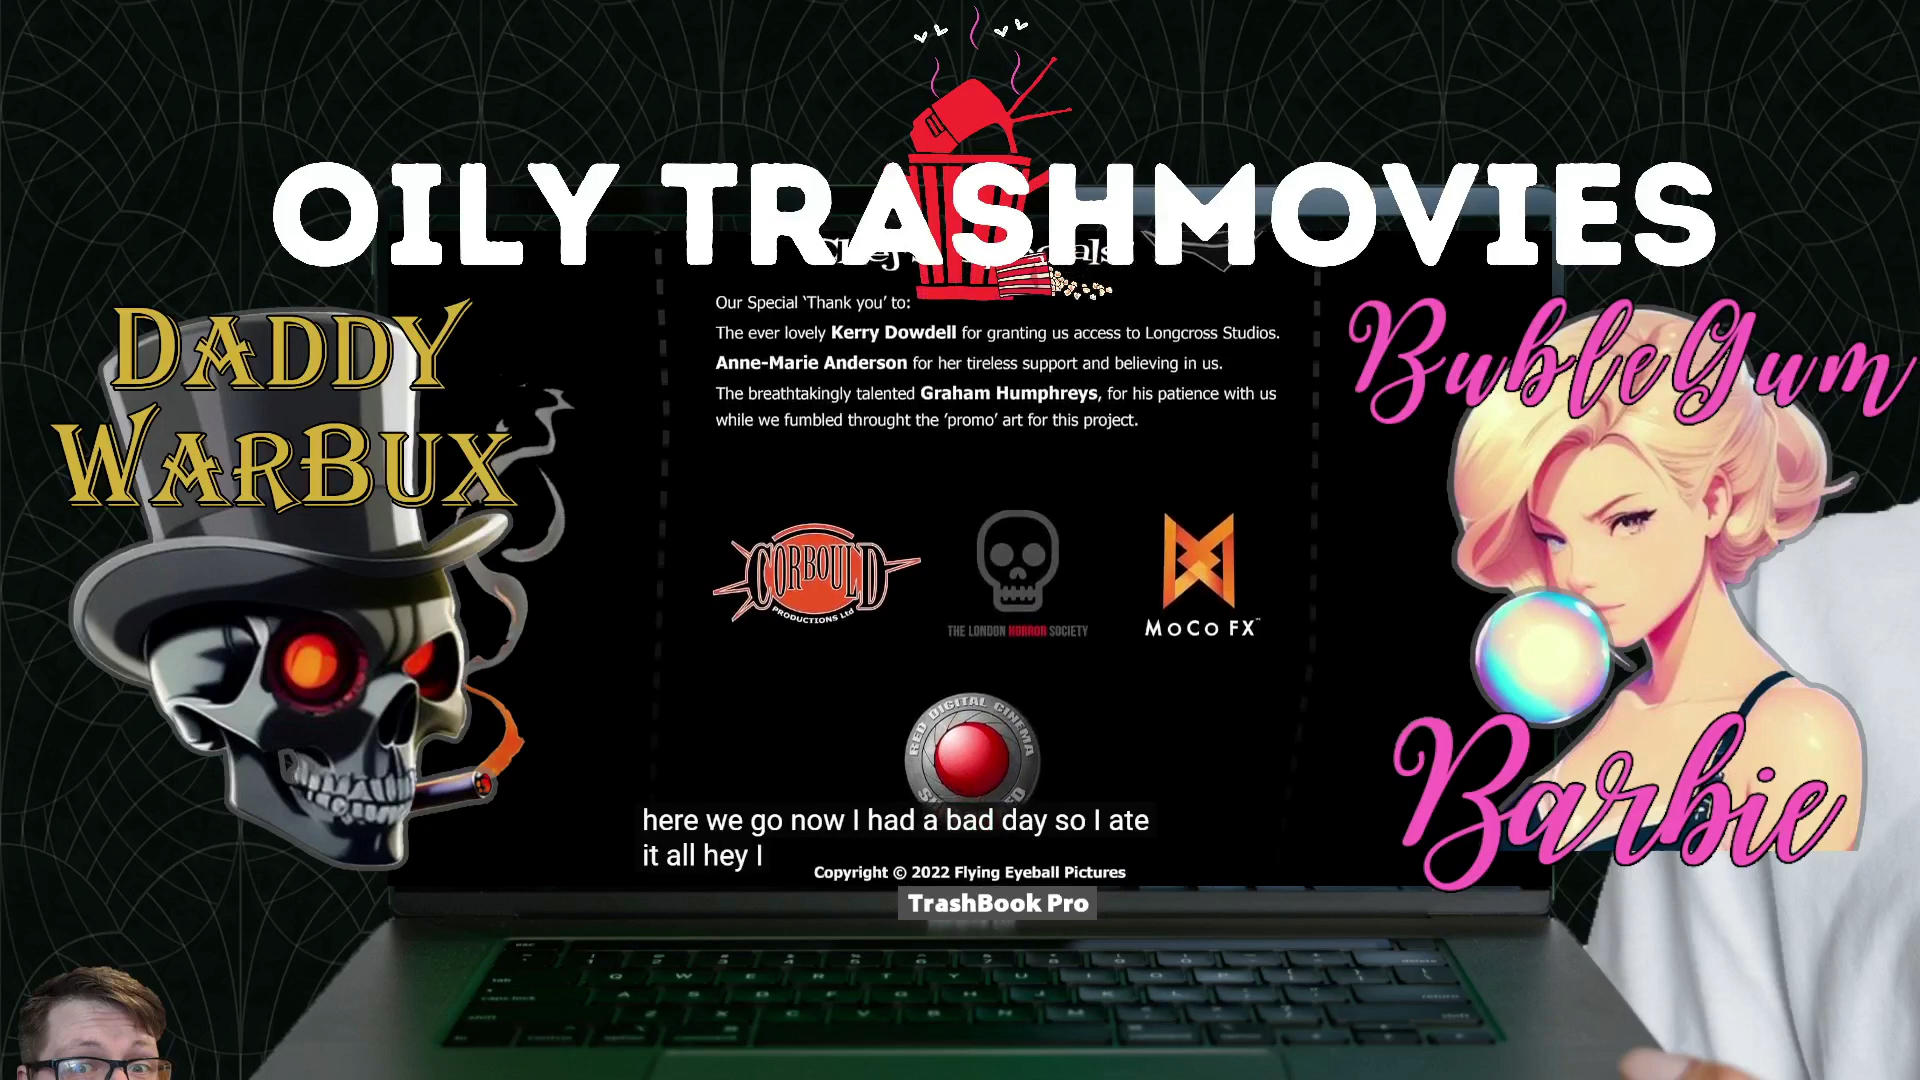 OILY TRASHMOVIES
Our Special ‘Thank you’ to:
The ever lovely Kerry Dowdell for granting us access to Longcross Studios.
Anne-Marie Anderson for her tireless support and believing in us.
The breathtakingly talented Graham Humphreys, for his patience with us
while we fumbled throught the ‘promo’ art for this project.
DADDY
WARBUX
BubleGum
Barbie
CORBOULD
PRODUCTIONS Ltd
THE LONDON HORROR SOCIETY
MOCO FX
RED DIGITAL CINEMA
here we go now I had a bad day so I ate
it all hey I
Copyright © 2022 Flying Eyeball Pictures
TrashBook Pro